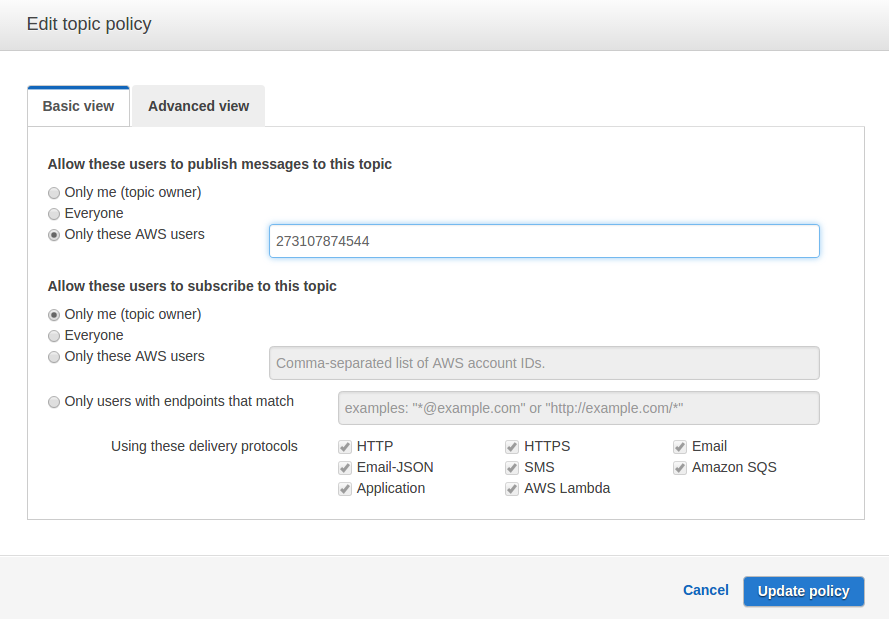 Edit topic policy
Basic view Advanced view
Allow these users to publish messages to this topic
Only me (topic owner)
Everyone
Only these AWS users 273107874544
Allow these users to subscribe to this topic
Only me (topic owner)
Everyone
Only these AWS users Comma-separated list of AWS account IDs.
Only users with endpoints that match examples: "*@example.com" or "http://example.com/*"
Using these delivery protocols HTTP HTTPS Email
Email-JSON SMS Amazon SQS
Application AWS Lambda
Cancel Update policy